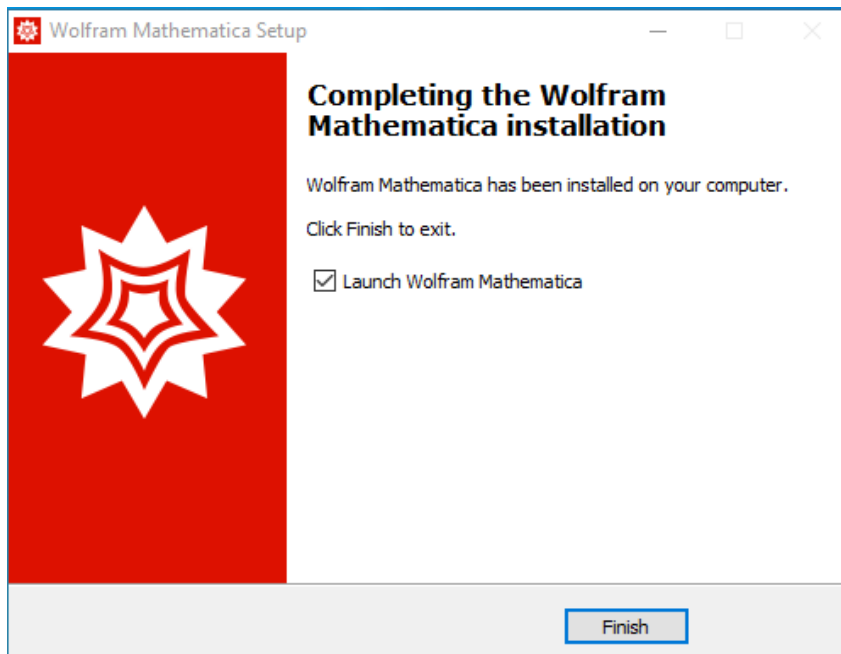 Wolfram Mathematica Setup
Completing the Wolfram
Mathematica installation
Wolfram Mathematica has been installed on your computer.
Click Finish to exit.
Launch Wolfram Mathematica
Finish